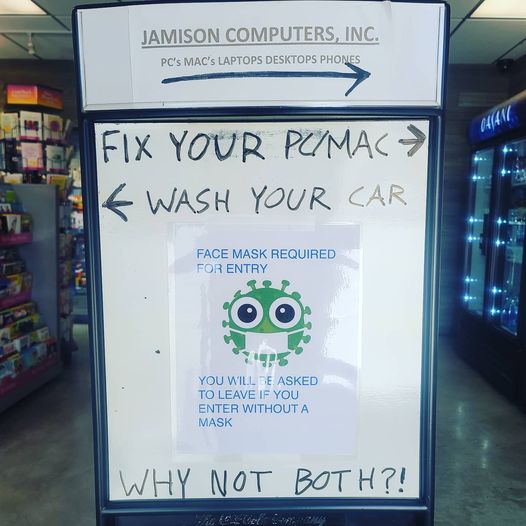 JAMISON COMPUTERS, INC.
PC's MAC's LAPTOPS DESKTOPS PHONES
FIX YOUR PC/MAC →
← WASH YOUR CAR
FACE MASK REQUIRED
FOR ENTRY
YOU WILL BE ASKED
TO LEAVE IF YOU
ENTER WITHOUT A
MASK
WHY NOT BOTH?!
DASANI